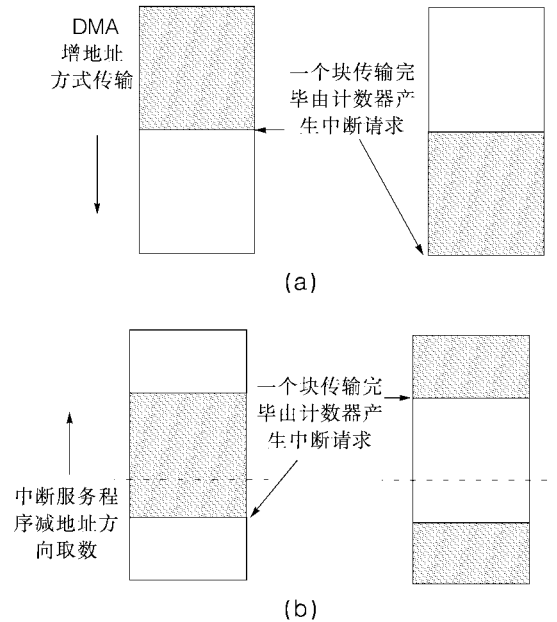 DMA
增地址
方式传输
一个块传输完
毕由计数器产
生中断请求
(a)
一个块传输完
毕由计数器产
生中断请求
中断服务程
序减地址方
向取数
(b)